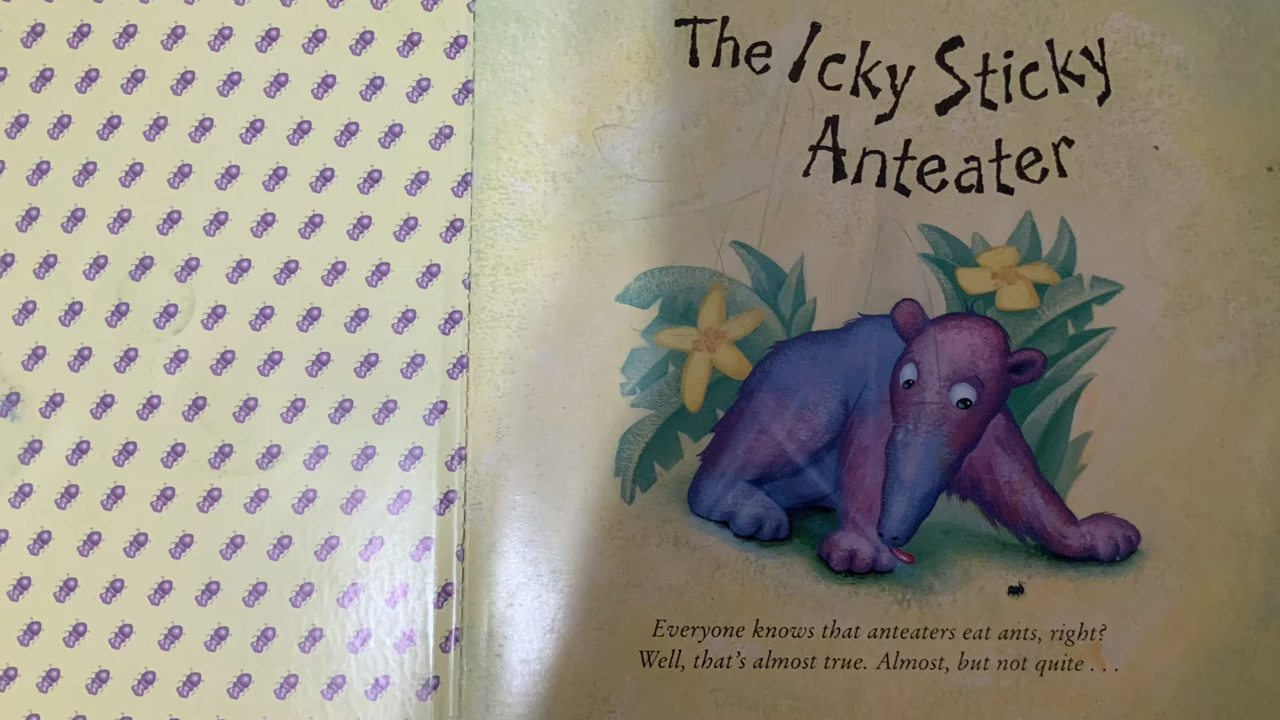 The Icky Sticky
Anteater
Everyone knows that anteaters eat ants, right?
Well, that's almost true. Almost, but not quite . . .